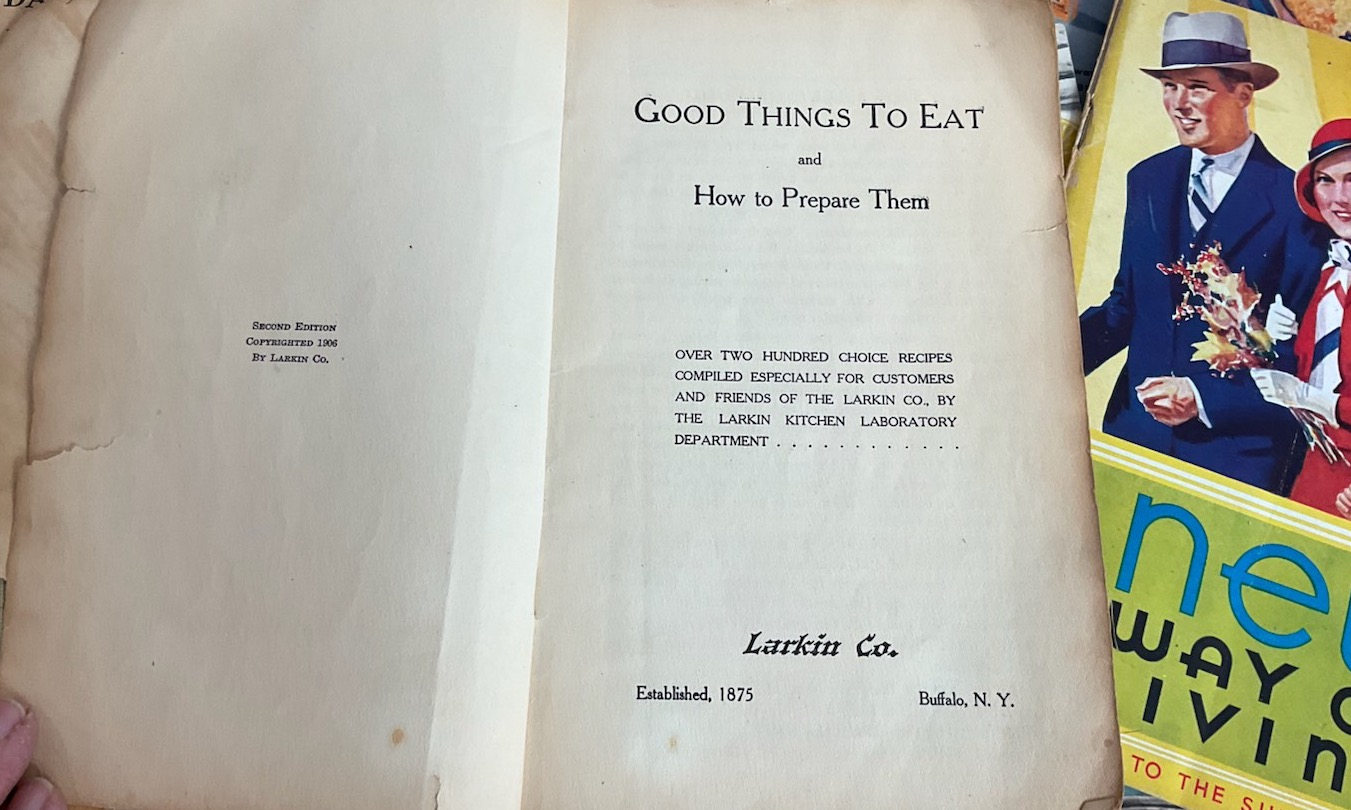 SECOND EDITION
COPYRIGHTED 1906
BY LARKIN CO.
GOOD THINGS TO EAT
and
How to Prepare Them
OVER TWO HUNDRED CHOICE RECIPES
COMPILED ESPECIALLY FOR CUSTOMERS
AND FRIENDS OF THE LARKIN CO., BY
THE LARKIN KITCHEN LABORATORY
DEPARTMENT . . . . . . . . . . . .
Larkin Co.
Established, 1875
Buffalo, N. Y.
WAY
TO THE